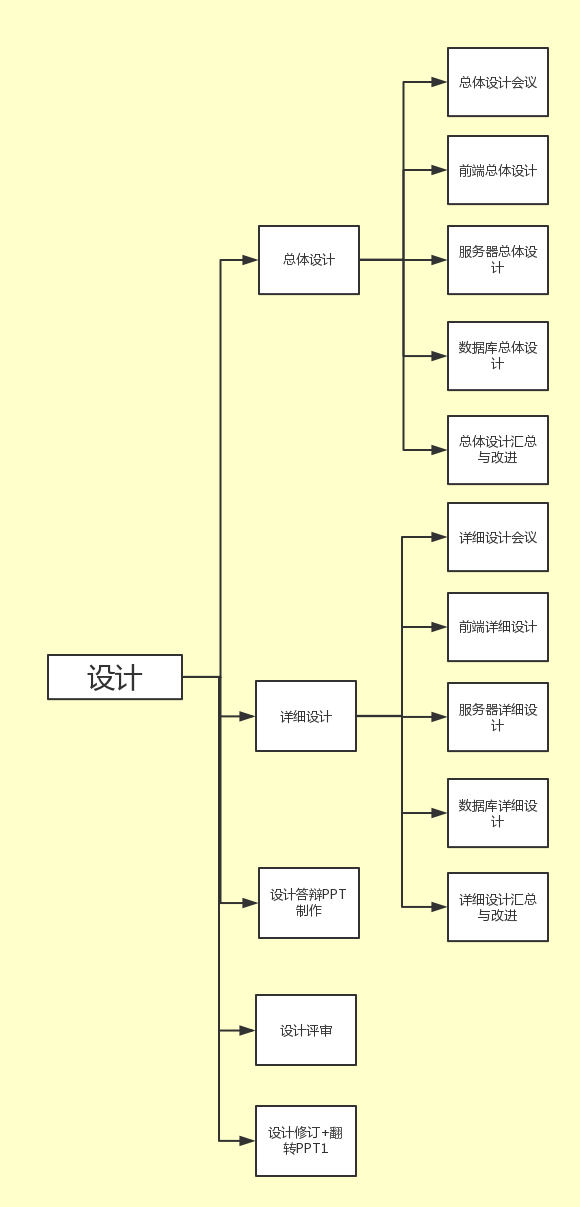 设计
总体设计
总体设计会议
前端总体设计
服务器总体设
计
数据库总体设
计
总体设计汇总
与改进
详细设计
详细设计会议
前端详细设计
服务器详细设
计
数据库详细设
计
详细设计汇总
与改进
设计答辩PPT
制作
设计评审
设计修订+翻
转PPT1